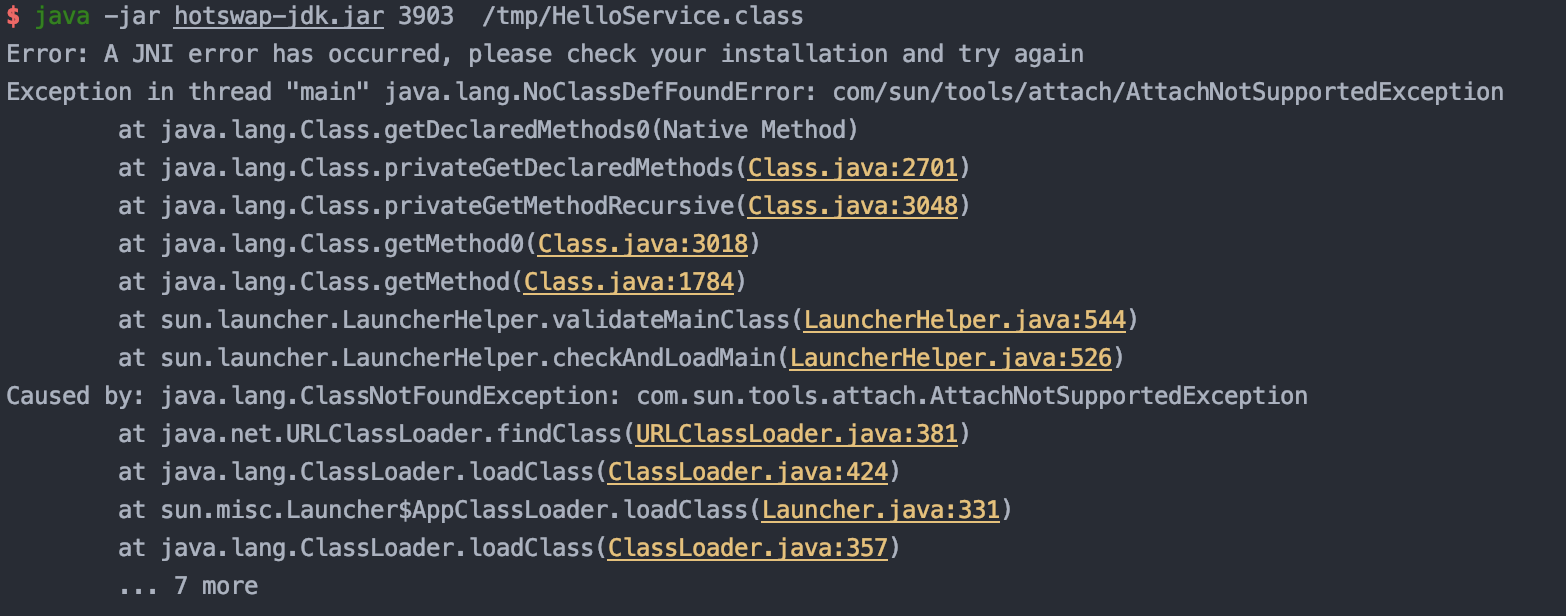 $ java -jar hotswap-jdk.jar 3903  /tmp/HelloService.class
Error: A JNI error has occurred, please check your installation and try again
Exception in thread "main" java.lang.NoClassDefFoundError: com/sun/tools/attach/AttachNotSupportedException
        at java.lang.Class.getDeclaredMethods0(Native Method)
        at java.lang.Class.privateGetDeclaredMethods(Class.java:2701)
        at java.lang.Class.privateGetMethodRecursive(Class.java:3048)
        at java.lang.Class.getMethod0(Class.java:3018)
        at java.lang.Class.getMethod(Class.java:1784)
        at sun.launcher.LauncherHelper.validateMainClass(LauncherHelper.java:544)
        at sun.launcher.LauncherHelper.checkAndLoadMain(LauncherHelper.java:526)
Caused by: java.lang.ClassNotFoundException: com.sun.tools.attach.AttachNotSupportedException
        at java.net.URLClassLoader.findClass(URLClassLoader.java:381)
        at java.lang.ClassLoader.loadClass(ClassLoader.java:424)
        at sun.misc.Launcher$AppClassLoader.loadClass(Launcher.java:331)
        at java.lang.ClassLoader.loadClass(ClassLoader.java:357)
        ... 7 more